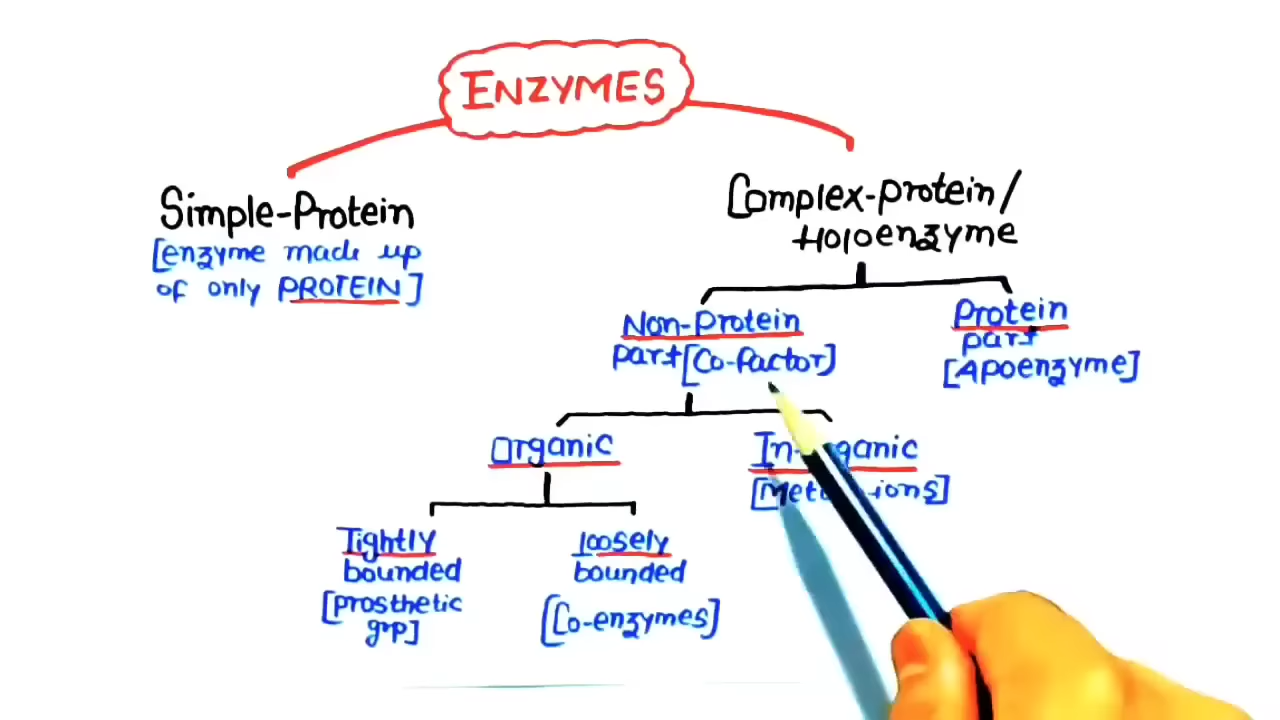 ENZYMES
Simple-Protein
[enzyme made up
of only PROTEIN]
Complex-protein/
Holoenzyme
Non-Protein
part [Co-factor]
Protein
part
[Apoenzyme]
Organic
[
Tightly
bounded
[prosthetic
grp]
loosely
bounded
[Co-enzymes]